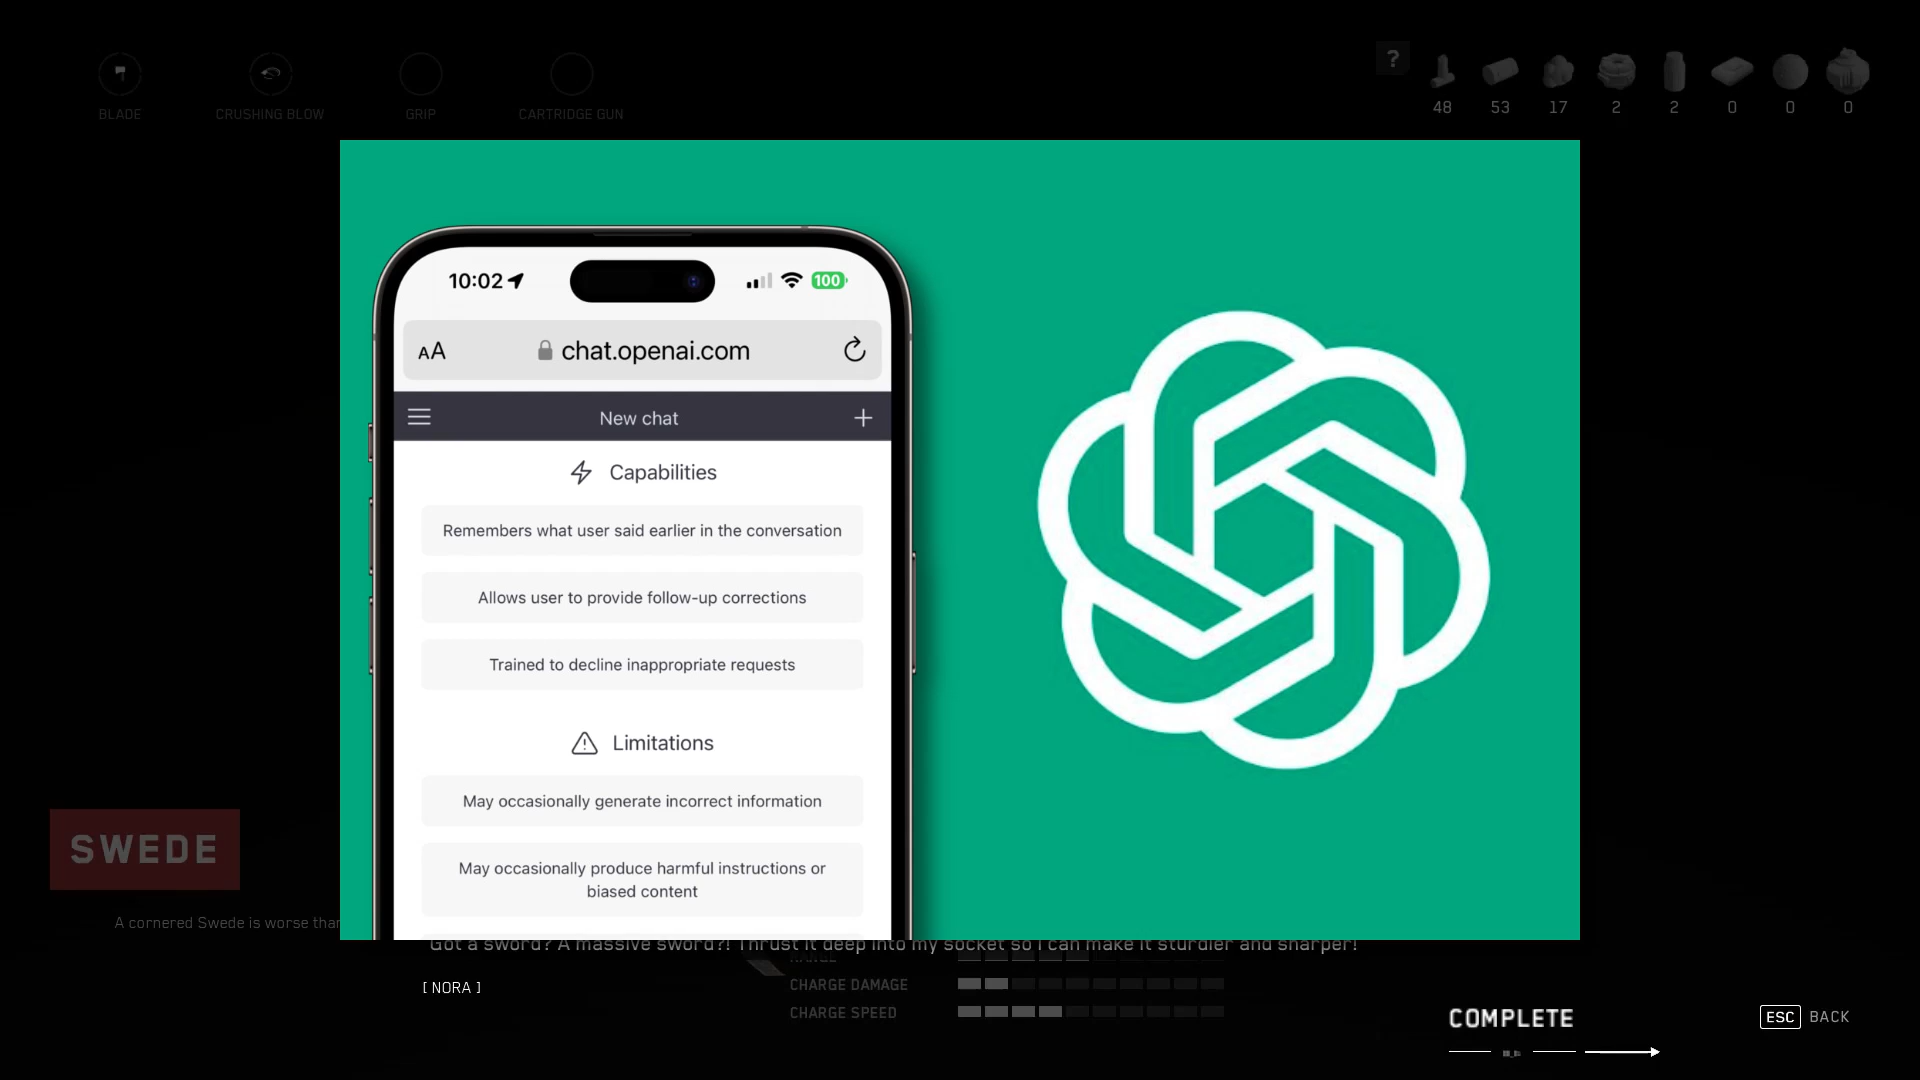 ?
48 53 17 2 2 0 0 0
BLADE CRUSHING BLOW GRIP CARTRIDGE GUN
10:02 100
AA chat.openai.com
New chat
Capabilities
Remembers what user said earlier in the conversation
Allows user to provide follow-up corrections
Trained to decline inappropriate requests
Limitations
May occasionally generate incorrect information
May occasionally produce harmful instructions or
biased content
SWEDE
A cornered Swede is worse than
Got a sword? A massive sword?! Thrust it deep into my socket so I can make it sturdier and sharper!
RANGE
[ NORA ]
CHARGE DAMAGE
CHARGE SPEED
COMPLETE
ESC BACK